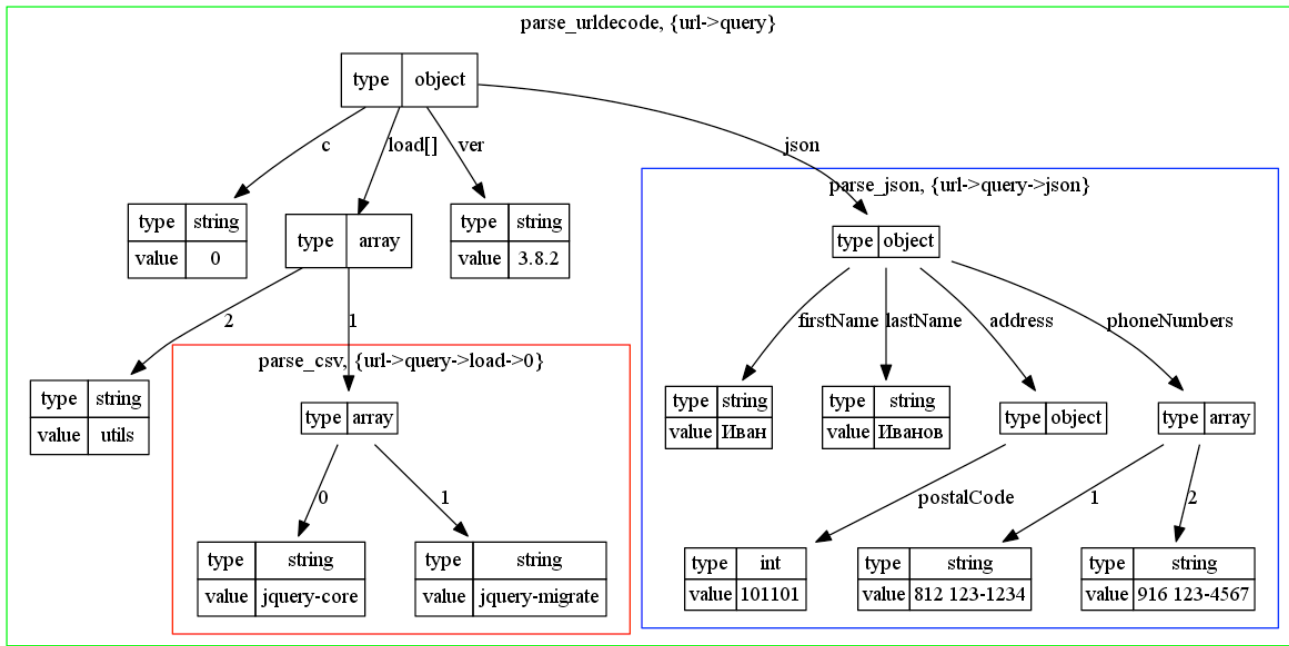 parse_urldecode, {url->query}
type object
c
load[]
ver
json
parse_json, {url->query->json}
type string
value 0
type array
type string
value 3.8.2
type object
2
1
firstName
lastName
address
phoneNumbers
parse_csv, {url->query->load->0}
type string
value utils
type array
type string
value Иван
type string
value Иванов
type object
type array
0
1
postalCode
1
2
type string
value jquery-core
type string
value jquery-migrate
type int
value 101101
type string
value 812 123-1234
type string
value 916 123-4567